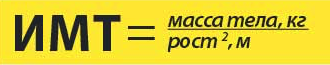 ИМТ = масса тела, кг
рост ², м